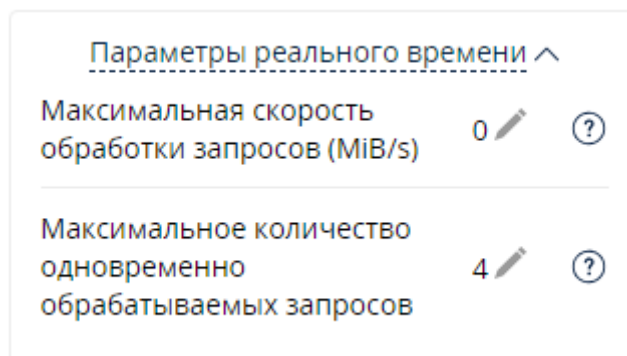 Параметры реального времени
Максимальная скорость
обработки запросов (MiB/s)
0
?
Максимальное количество
одновременно
обрабатываемых запросов
4
?